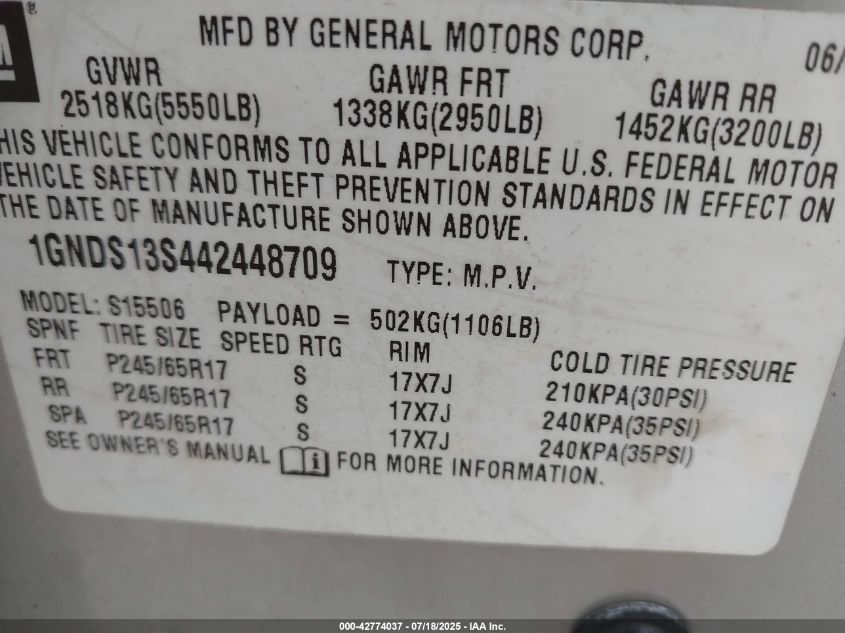 MFD BY GENERAL MOTORS CORP. 06/
GVWR GAWR FRT GAWR RR
2518KG(5550LB) 1338KG(2950LB) 1452KG(3200LB)
HIS VEHICLE CONFORMS TO ALL APPLICABLE U.S. FEDERAL MOTOR
VEHICLE SAFETY AND THEFT PREVENTION STANDARDS IN EFFECT ON
THE DATE OF MANUFACTURE SHOWN ABOVE.
1GNDS13S442448709 TYPE: M.P.V.
MODEL: S15506 PAYLOAD = 502KG(1106LB)
SPNF TIRE SIZE SPEED RTG RIM COLD TIRE PRESSURE
FRT P245/65R17 S 17X7J 210KPA(30PSI)
RR P245/65R17 S 17X7J 240KPA(35PSI)
SPA P245/65R17 S 17X7J 240KPA(35PSI)
SEE OWNER'S MANUAL i FOR MORE INFORMATION.
000-42774037 - 07/18/2025 - IAA Inc.